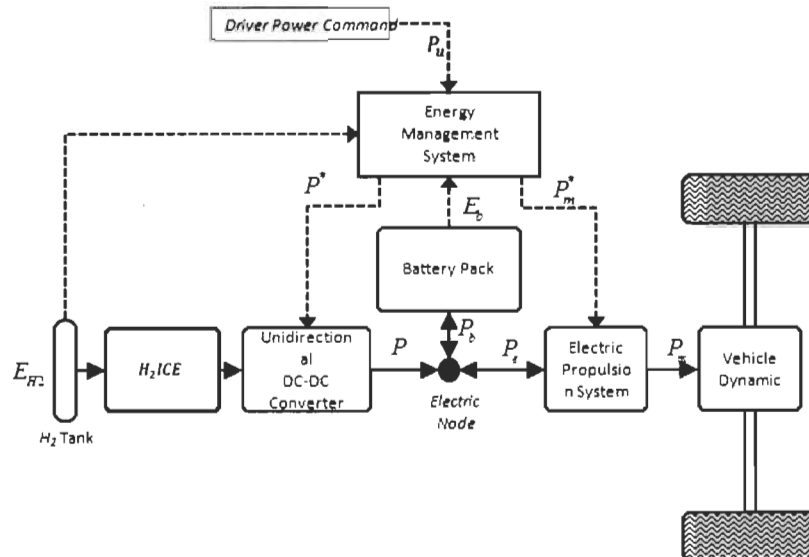 Driver Power Command
P_u
Energy
Management
System
P*
E_b
P_m*
Battery Pack
P_b
E_H2
H₂ICE
Unidirection
al
DC-DC
Converter
P
P_e
Electric
Propulsio
n System
P_m
Vehicle
Dynamic
Electric
Node
H₂ Tank